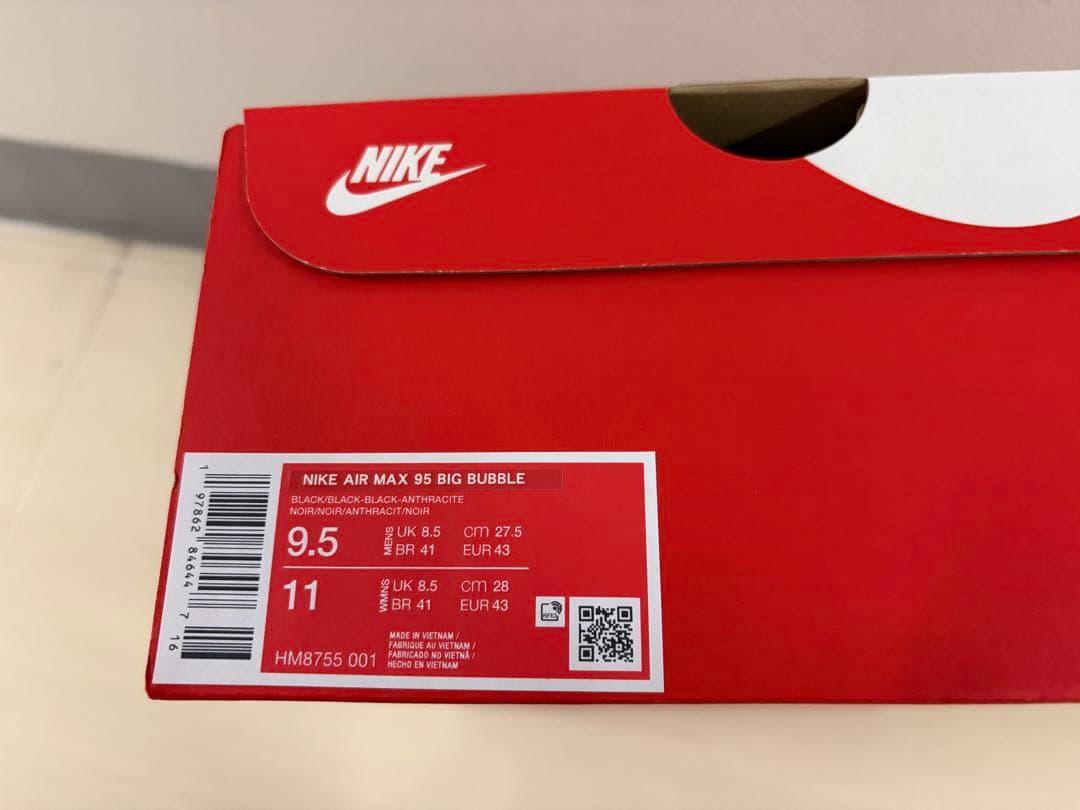 NIKE
NIKE AIR MAX 95 BIG BUBBLE
BLACK/BLACK-BLACK-ANTHRACITE
NOIR/NOIR/ANTHRACIT/NOIR
9.5 MENS UK 8.5 CM 27.5
BR 41 EUR 43
11 WMNS UK 8.5 CM 28
BR 41 EUR 43
HM8755 001
MADE IN VIETNAM /
FABRIQUE AU VIETNAM /
FABRICADO NO VIETNÃ /
HECHO EN VIETNAM
1 97862 84644 7 16